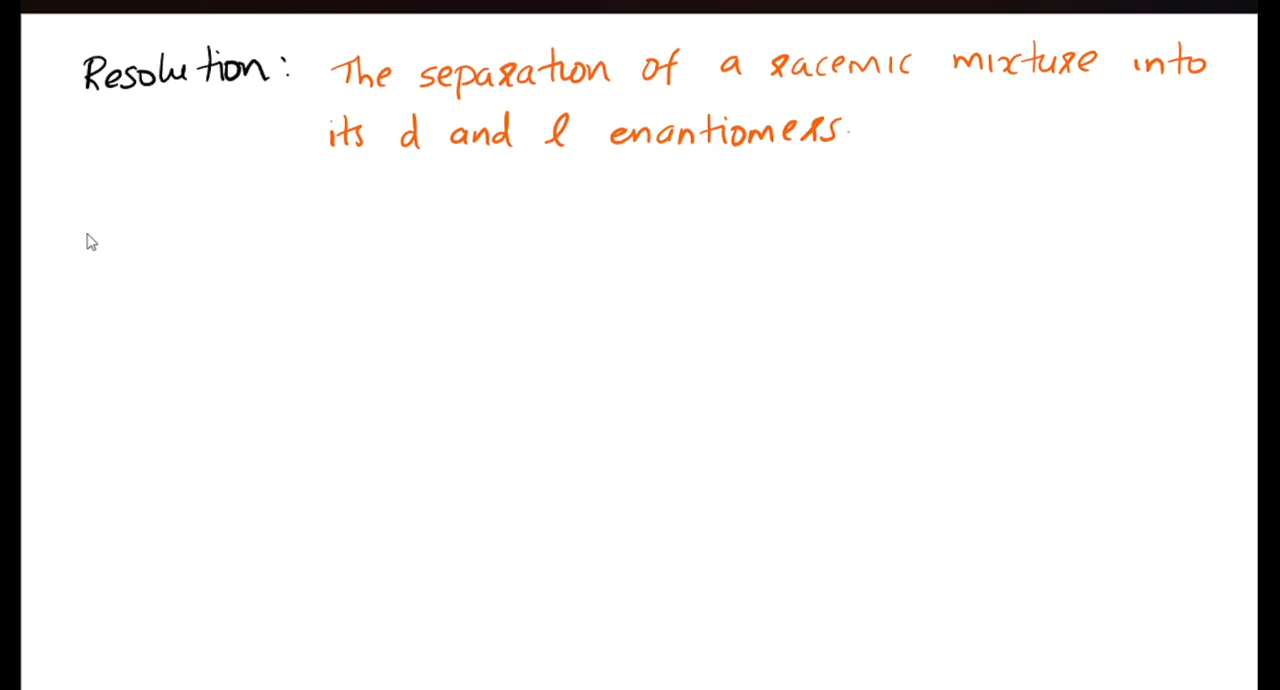 Resolution: The separation of a racemic mixture into
its d and l enantiomers.